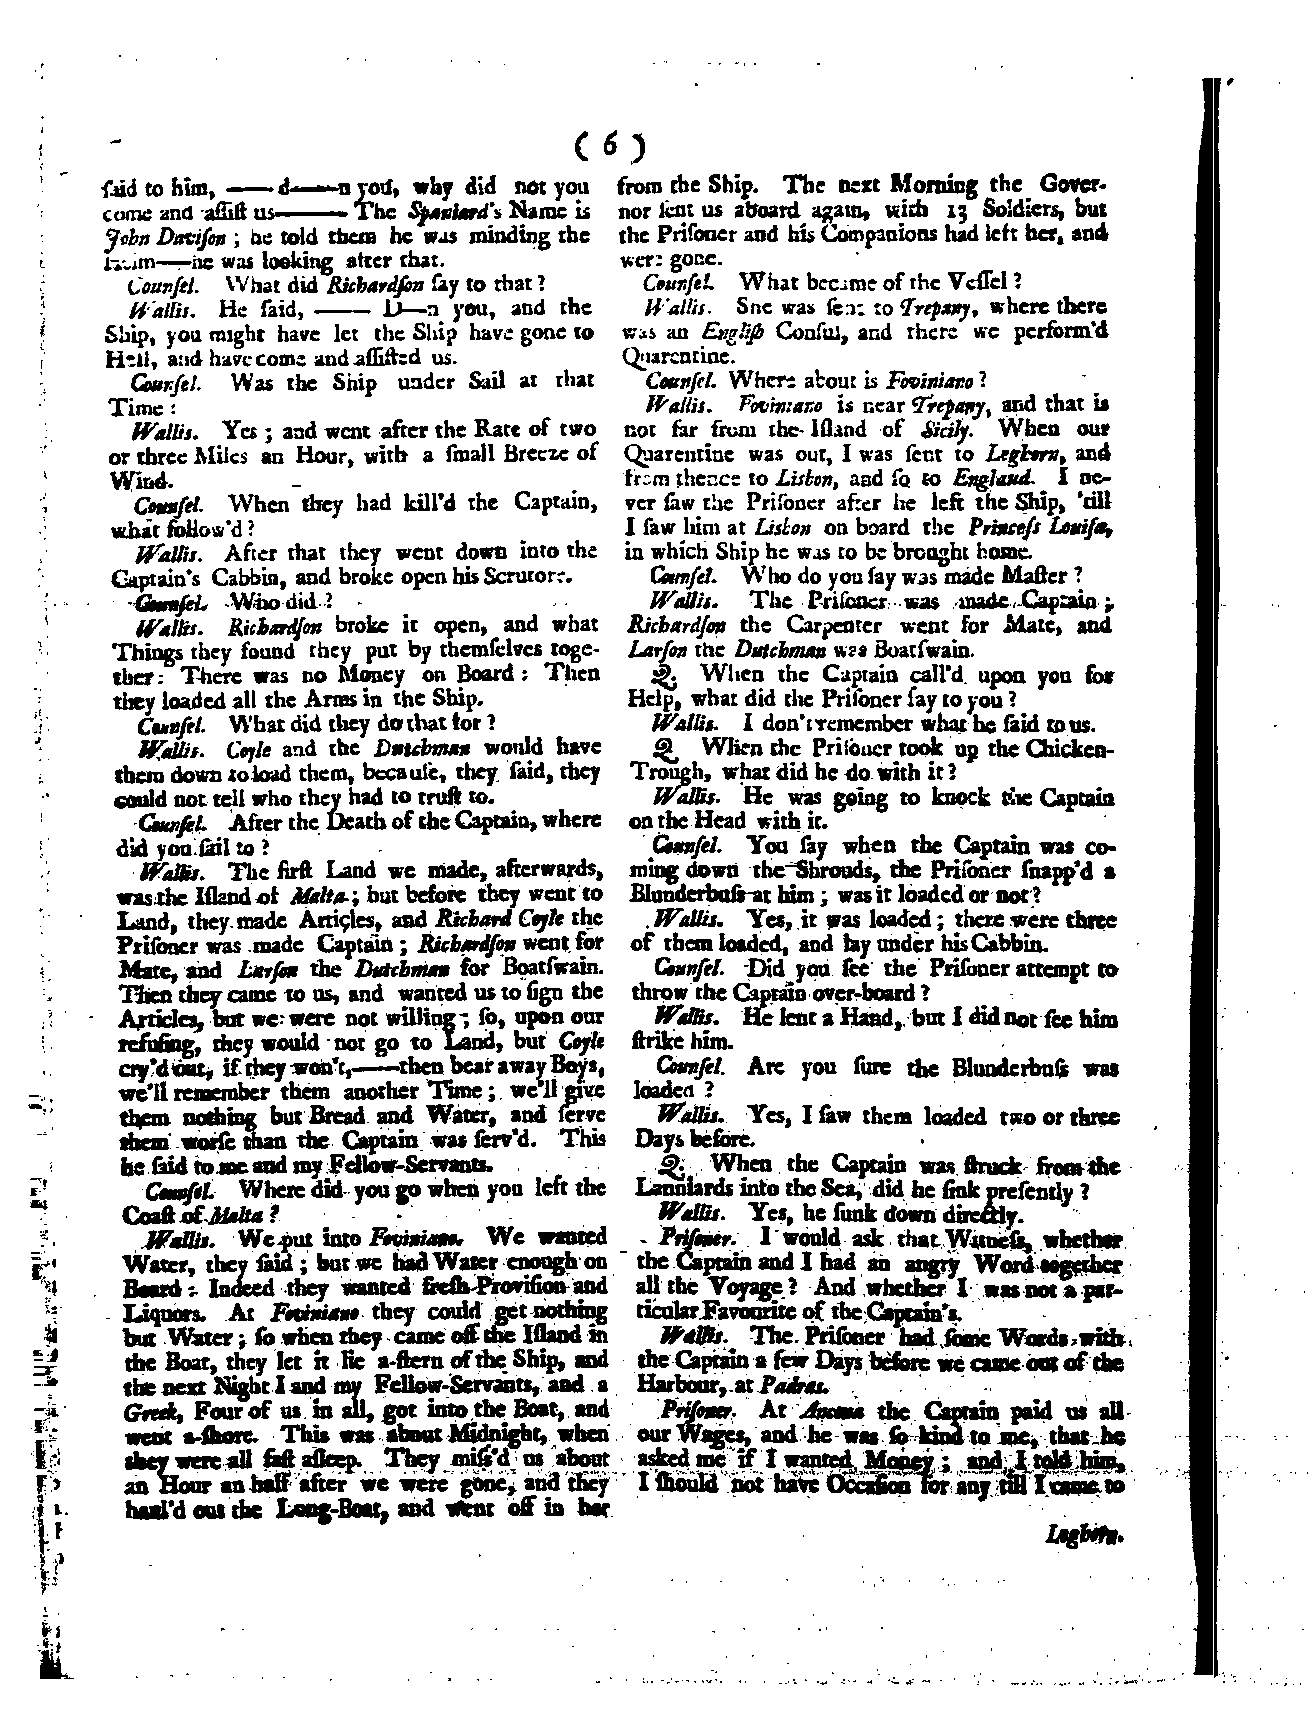 ( 6 )
ſaid to him, —— d——n you, why did not you
come and aſſiſt us——— The Spaniard's Name is
John Daviſon ; he told them he was minding the
Helm——he was looking after that.
Counſel. What did Richardſon ſay to that ?
Wallis. He ſaid, —— D—n you, and the
Ship, you might have let the Ship have gone to
Hell, and have come and aſſiſted us.
Counſel. Was the Ship under Sail at that
Time :
Wallis. Yes ; and went after the Rate of two
or three Miles an Hour, with a ſmall Breeze of
Wind.
Counſel. When they had kill'd the Captain,
what follow'd ?
Wallis. After that they went down into the
Captain's Cabbin, and broke open his Scrutore.
Counſel. Who did ?
Wallis. Richardſon broke it open, and what
Things they found they put by themſelves toge-
ther : There was no Money on Board : Then
they loaded all the Arms in the Ship.
Counſel. What did they do that for ?
Wallis. Coyle and the Dutchman would have
them down to load them, becauſe, they ſaid, they
could not tell who they had to truſt to.
Counſel. After the Death of the Captain, where
did you ſail to ?
Wallis. The firſt Land we made, afterwards,
was the Iſland of Malta ; but before they went to
Land, they made Articles, and Richard Coyle the
Priſoner was made Captain ; Richardſon went for
Mate, and Larſon the Dutchman for Boatſwain.
Then they came to us, and wanted us to ſign the
Articles, but we were not willing ; ſo, upon our
refuſing, they would not go to Land, but Coyle
cry'd out, if they won't,——then bear away Boys,
we'll remember them another Time ; we'll give
them nothing but Bread and Water, and ſerve
them worſe than the Captain was ſerv'd. This
he ſaid to me and my Fellow-Servants.
Counſel. Where did you go when you left the
Coaſt of Malta ?
Wallis. We put into Foviniano. We wanted
Water, they ſaid ; but we had Water enough on
Board : Indeed they wanted freſh Proviſion and
Liquors. At Foviniano they could get nothing
but Water ; ſo when they came off the Iſland in
the Boat, they let it lie a-ſtern of the Ship, and
the next Night I and my Fellow-Servants, and a
Greek, Four of us in all, got into the Boat, and
went a-ſhore. This was about Midnight, when
they were all faſt aſleep. They miſs'd us about
an Hour an half after we were gone, and they
haul'd out the Long-Boat, and went off in her
from the Ship. The next Morning the Gover-
nor ſent us aboard again, with 13 Soldiers, but
the Priſoner and his Companions had left her, and
were gone.
Counſel. What became of the Veſſel ?
Wallis. She was ſent to Trepany, where there
was an Engliſh Conſul, and there we perform'd
Quarentine.
Counſel. Where about is Foviniano ?
Wallis. Foviniano is near Trepany, and that is
not far from the Iſland of Sicily. When our
Quarentine was out, I was ſent to Leghorn, and
from thence to Lisbon, and ſo to England. I ne-
ver ſaw the Priſoner after he left the Ship, 'till
I ſaw him at Lisbon on board the Princeſs Louiſa,
in which Ship he was to be brought home.
Counſel. Who do you ſay was made Maſter ?
Wallis. The Priſoner was made Captain ;
Richardſon the Carpenter went for Mate, and
Larſon the Dutchman was Boatſwain.
Q. When the Captain call'd upon you for
Help, what did the Priſoner ſay to you ?
Wallis. I don't remember what he ſaid to us.
Q. When the Priſoner took up the Chicken-
Trough, what did he do with it ?
Wallis. He was going to knock the Captain
on the Head with it.
Counſel. You ſay when the Captain was co-
ming down the Shrouds, the Priſoner ſnapp'd a
Blunderbuſs at him ; was it loaded or not ?
Wallis. Yes, it was loaded ; there were three
of them loaded, and lay under his Cabbin.
Counſel. Did you ſee the Priſoner attempt to
throw the Captain over-board ?
Wallis. He lent a Hand, but I did not ſee him
ſtrike him.
Counſel. Are you ſure the Blunderbuſs was
loaded ?
Wallis. Yes, I ſaw them loaded two or three
Days before.
Q. When the Captain was ſtruck from the
Lanniards into the Sea, did he ſink preſently ?
Wallis. Yes, he ſunk down directly.
Priſoner. I would ask that Witneſs, whether
the Captain and I had an angry Word together
all the Voyage ? And whether I was not a par-
ticular Favourite of the Captain's.
Wallis. The Priſoner had ſome Words with
the Captain a few Days before we came out of the
Harbour, at Padras.
Priſoner. At Ancona the Captain paid us all
our Wages, and he was ſo kind to me, that he
asked me if I wanted Money ; and I told him,
I ſhould not have Occaſion for any till I came to
Leghorn.